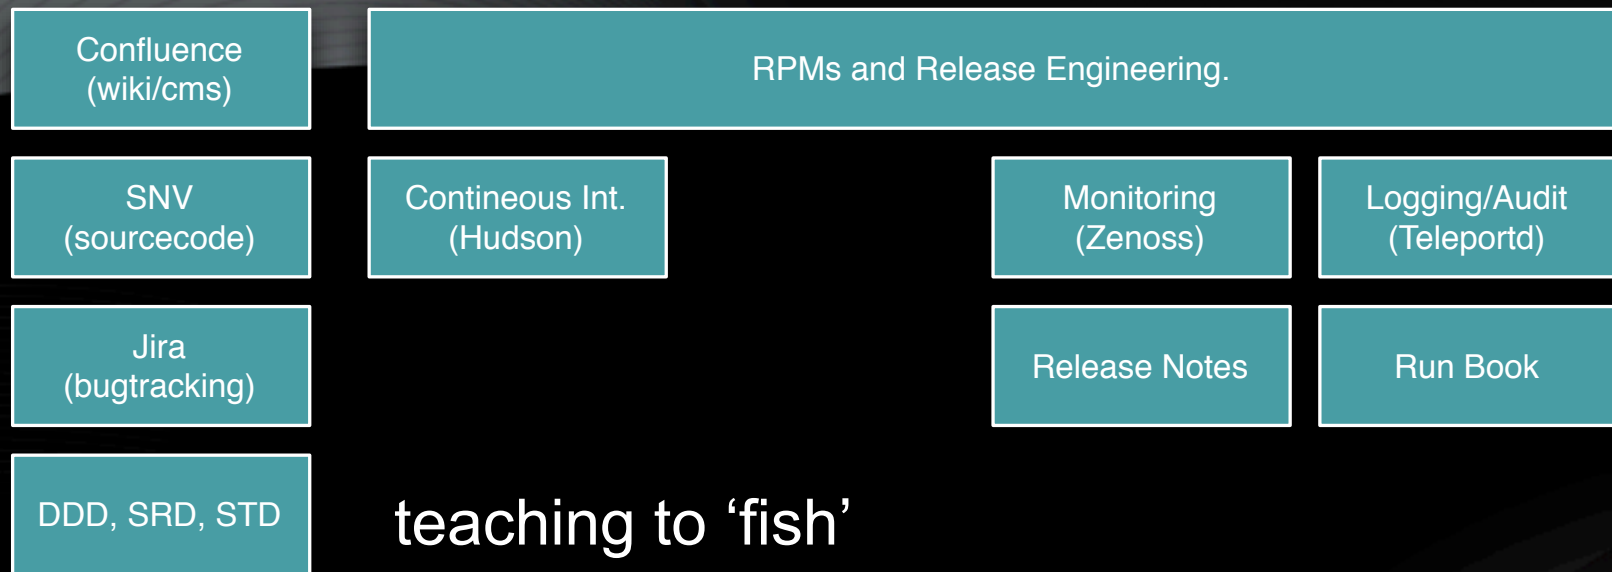 Confluence
(wiki/cms)
RPMs and Release Engineering.
SNV
(sourcecode)
Contineous Int.
(Hudson)
Monitoring
(Zenoss)
Logging/Audit
(Teleportd)
Jira
(bugtracking)
Release Notes
Run Book
DDD, SRD, STD
teaching to ‘fish’